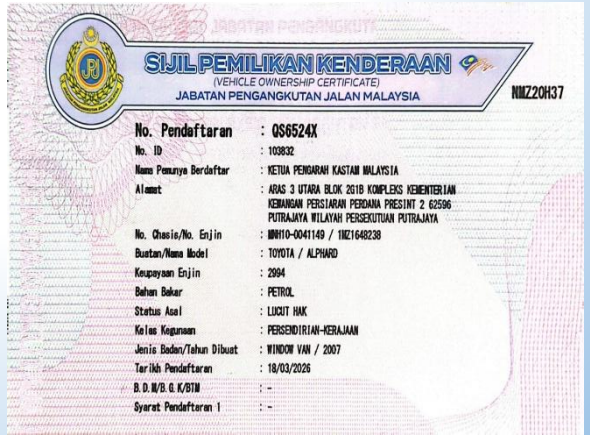 SIJIL PEMILIKAN KENDERAAN
(VEHICLE OWNERSHIP CERTIFICATE)
JABATAN PENGANGKUTAN JALAN MALAYSIA
NMZ20H37
No. Pendaftaran : QS6524X
No. ID : 103832
Nama Pemunya Berdaftar : KETUA PENGARAH KASTAM MALAYSIA
Alamat : ARAS 3 UTARA BLOK 2G1B KOMPLEKS KEMENTERIAN
KEWANGAN PERSIARAN PERDANA PRESINT 2 62596
PUTRAJAYA WILAYAH PERSEKUTUAN PUTRAJAYA
No. Chasis/No. Enjin : MNH10-0041149 / 1MZ1648238
Buatan/Nama Model : TOYOTA / ALPHARD
Keupayaan Enjin : 2994
Bahan Bakar : PETROL
Status Asal : LUCUT HAK
Kelas Kegunaan : PERSENDIRIAN-KERAJAAN
Jenis Badan/Tahun Dibuat : WINDOW VAN / 2007
Tarikh Pendaftaran : 18/03/2026
B.D.M/B.G.K/BTM : -
Syarat Pendaftaran 1 : -